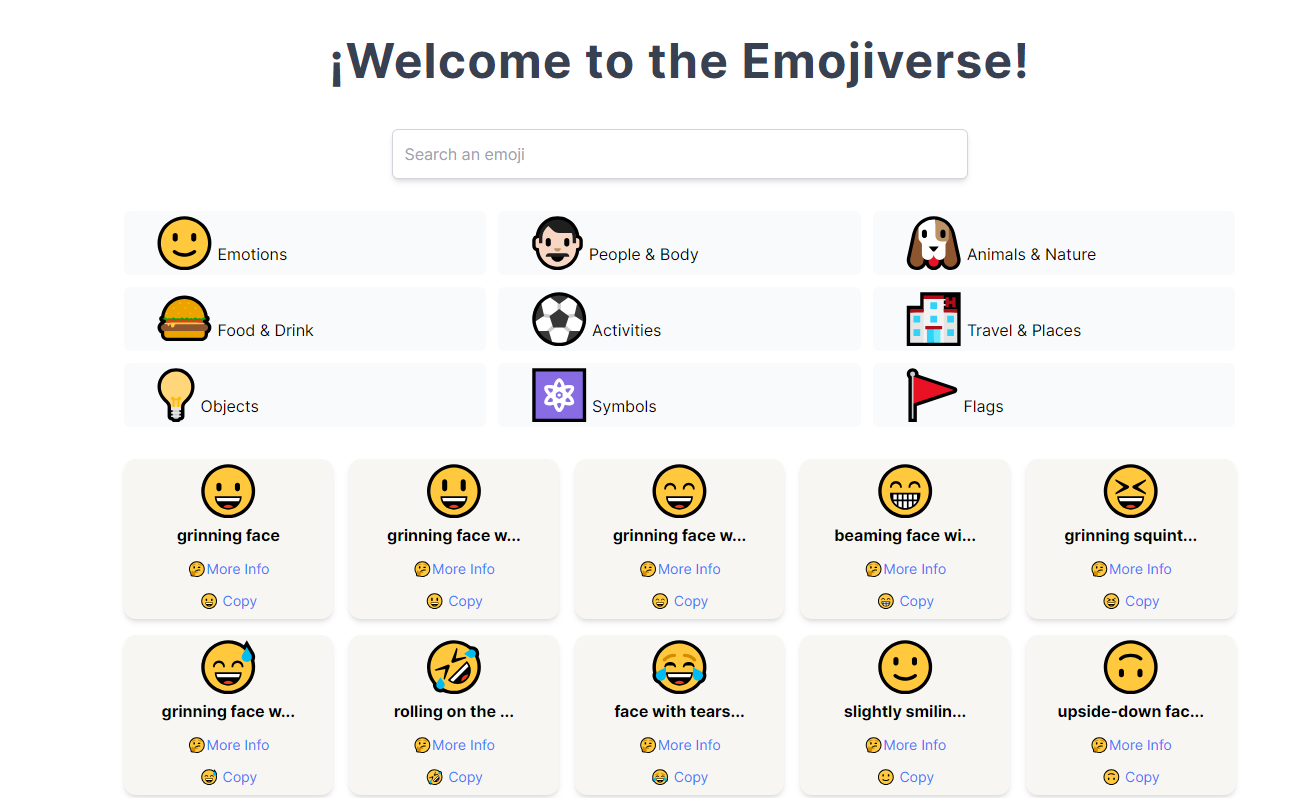 ¡Welcome to the Emojiverse!
Search an emoji
Emotions
People & Body
Animals & Nature
Food & Drink
Activities
Travel & Places
Objects
Symbols
Flags
grinning face
grinning face w...
grinning face w...
beaming face wi...
grinning squint...
More Info
More Info
More Info
More Info
More Info
Copy
Copy
Copy
Copy
Copy
grinning face w...
rolling on the ...
face with tears...
slightly smilin...
upside-down fac...
More Info
More Info
More Info
More Info
More Info
Copy
Copy
Copy
Copy
Copy